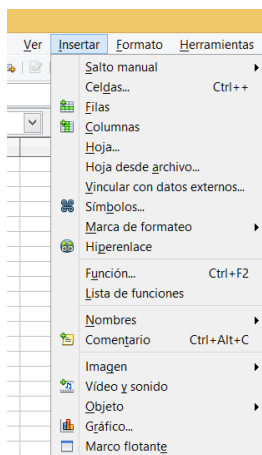 Ver Insertar Formato Herramientas
Salto manual
Celdas... Ctrl++
Filas
Columnas
Hoja...
Hoja desde archivo...
Vincular con datos externos...
Símbolos...
Marca de formateo
Hiperenlace
Función... Ctrl+F2
Lista de funciones
Nombres
Comentario Ctrl+Alt+C
Imagen
Vídeo y sonido
Objeto
Gráfico...
Marco flotante